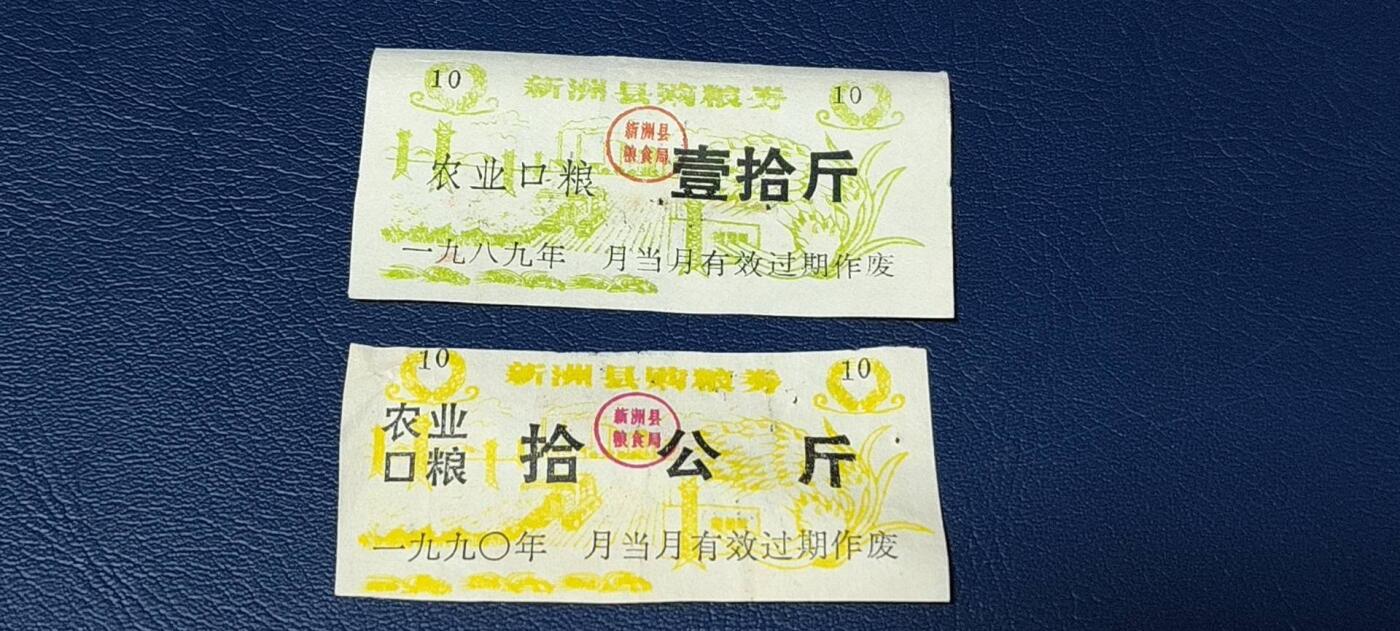 10 新洲县购粮券 10
新洲县
粮食局
农业口粮 壹拾斤
一九八九年 月当月有效过期作废
10 新洲县购粮券 10
新洲县
粮食局
农业
口粮
拾公斤
一九九〇年 月当月有效过期作废